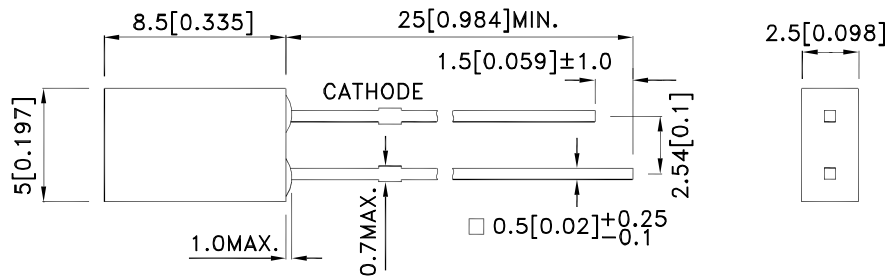 8.5[0.335]
25[0.984]MIN.
2.5[0.098]
1.5[0.059]±1.0
CATHODE
5[0.197]
2.54[0.1]
1.0MAX.
0.7MAX.
□ 0.5[0.02]+0.25
−0.1